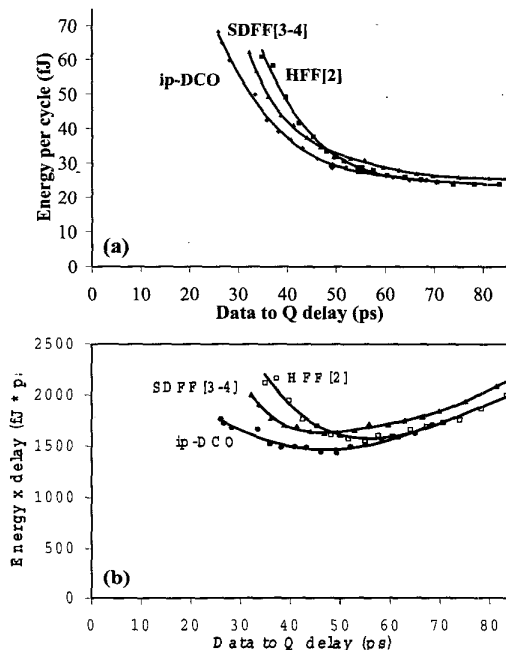 70
60
50
40
30
20
10
0
Energy per cycle (fJ)
SDFF[3-4]
ip-DCO
HFF[2]
(a)
0 10 20 30 40 50 60 70 80
Data to Q delay (ps)
2500
2000
1500
1000
500
0
Energy x delay (fJ * p
HFF[2]
SDFF[3-4]
ip-DCO
(b)
0 10 20 30 40 50 60 70 80
Data to Q delay (ps)